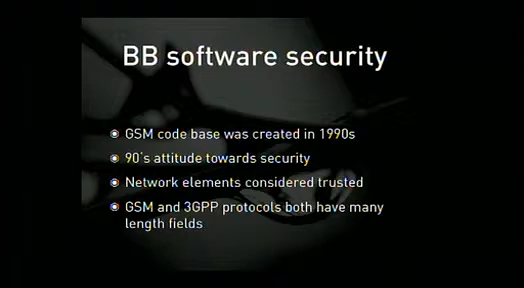 BB software security
GSM code base was created in 1990s
90's attitude towards security
Network elements considered trusted
GSM and 3GPP protocols both have many
length fields